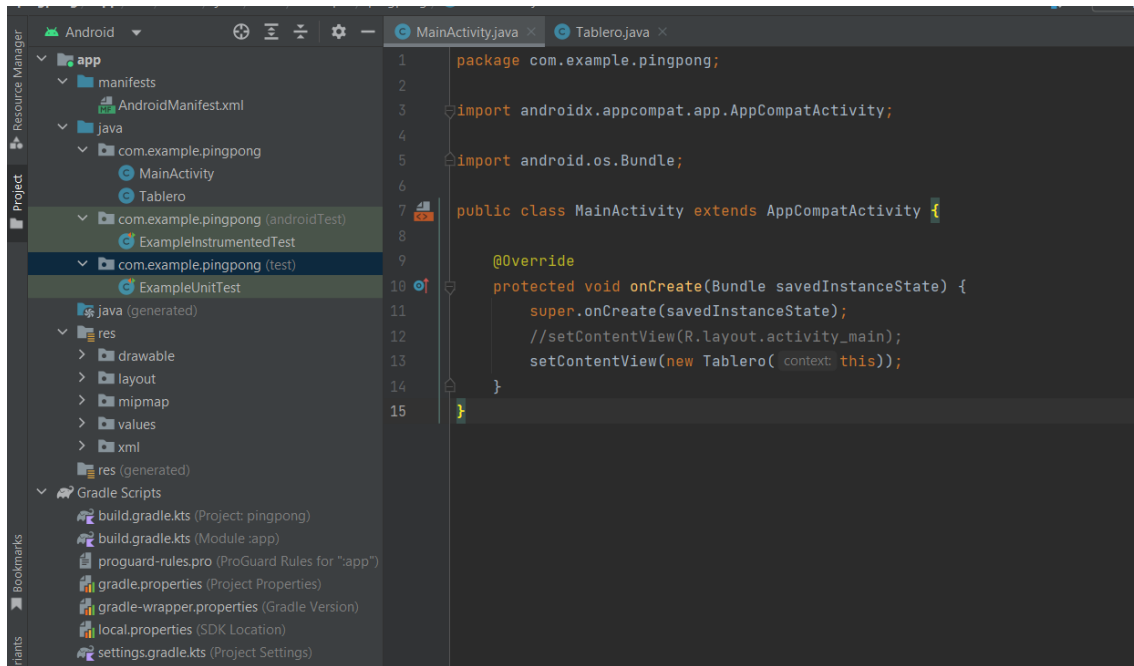 Android
MainActivity.java
Tablero.java
Resource Manager
Project
Bookmarks
riants
app
manifests
AndroidManifest.xml
java
com.example.pingpong
MainActivity
Tablero
com.example.pingpong (androidTest)
ExampleInstrumentedTest
com.example.pingpong (test)
ExampleUnitTest
java (generated)
res
drawable
layout
mipmap
values
xml
res (generated)
Gradle Scripts
build.gradle.kts (Project: pingpong)
build.gradle.kts (Module :app)
proguard-rules.pro (ProGuard Rules for ":app")
gradle.properties (Project Properties)
gradle-wrapper.properties (Gradle Version)
local.properties (SDK Location)
settings.gradle.kts (Project Settings)
1 package com.example.pingpong;
2
3 import androidx.appcompat.app.AppCompatActivity;
4
5 import android.os.Bundle;
6
7 public class MainActivity extends AppCompatActivity {
8
9 @Override
10 protected void onCreate(Bundle savedInstanceState) {
11 super.onCreate(savedInstanceState);
12 //setContentView(R.layout.activity_main);
13 setContentView(new Tablero( context: this));
14 }
15 }